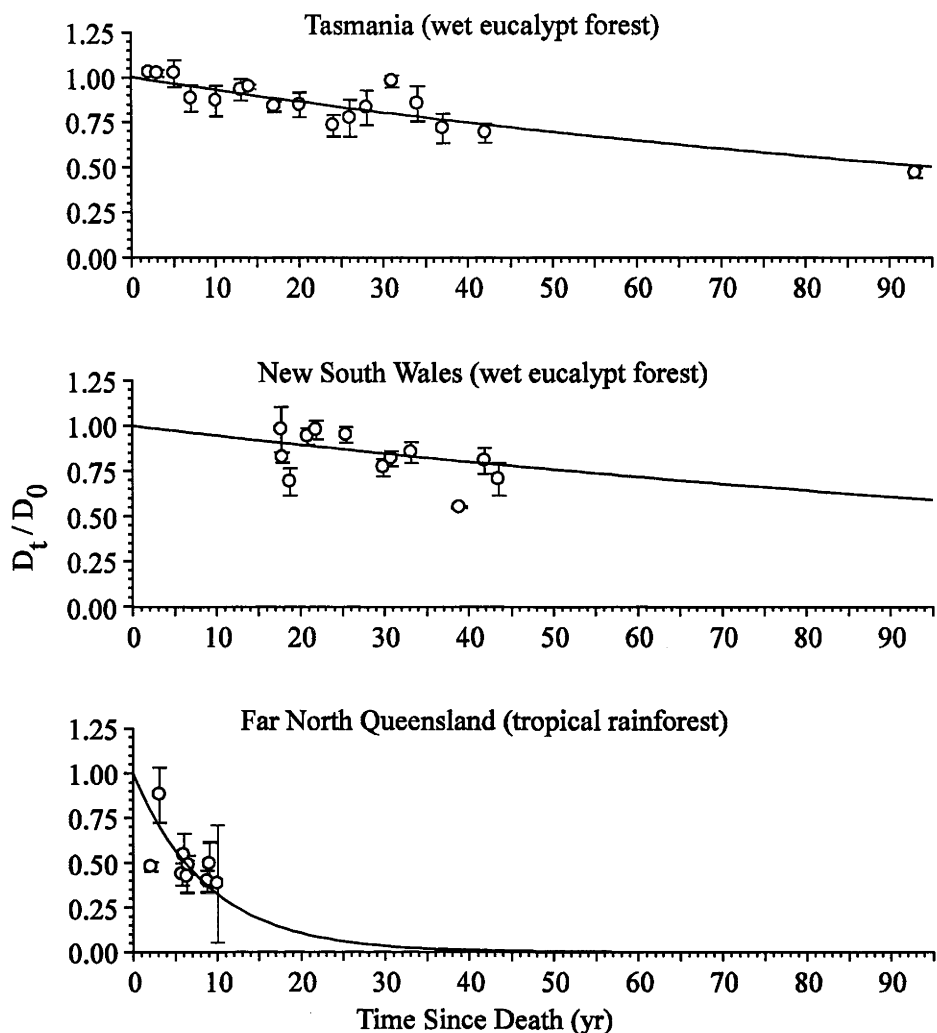 Tasmania (wet eucalypt forest)
1.25
1.00
0.75
0.50
0.25
0.00
0 10 20 30 40 50 60 70 80 90
New South Wales (wet eucalypt forest)
1.25
1.00
0.75
0.50
0.25
0.00
0 10 20 30 40 50 60 70 80 90
D_t / D_0
Far North Queensland (tropical rainforest)
1.25
1.00
0.75
0.50
0.25
0.00
0 10 20 30 40 50 60 70 80 90
Time Since Death (yr)